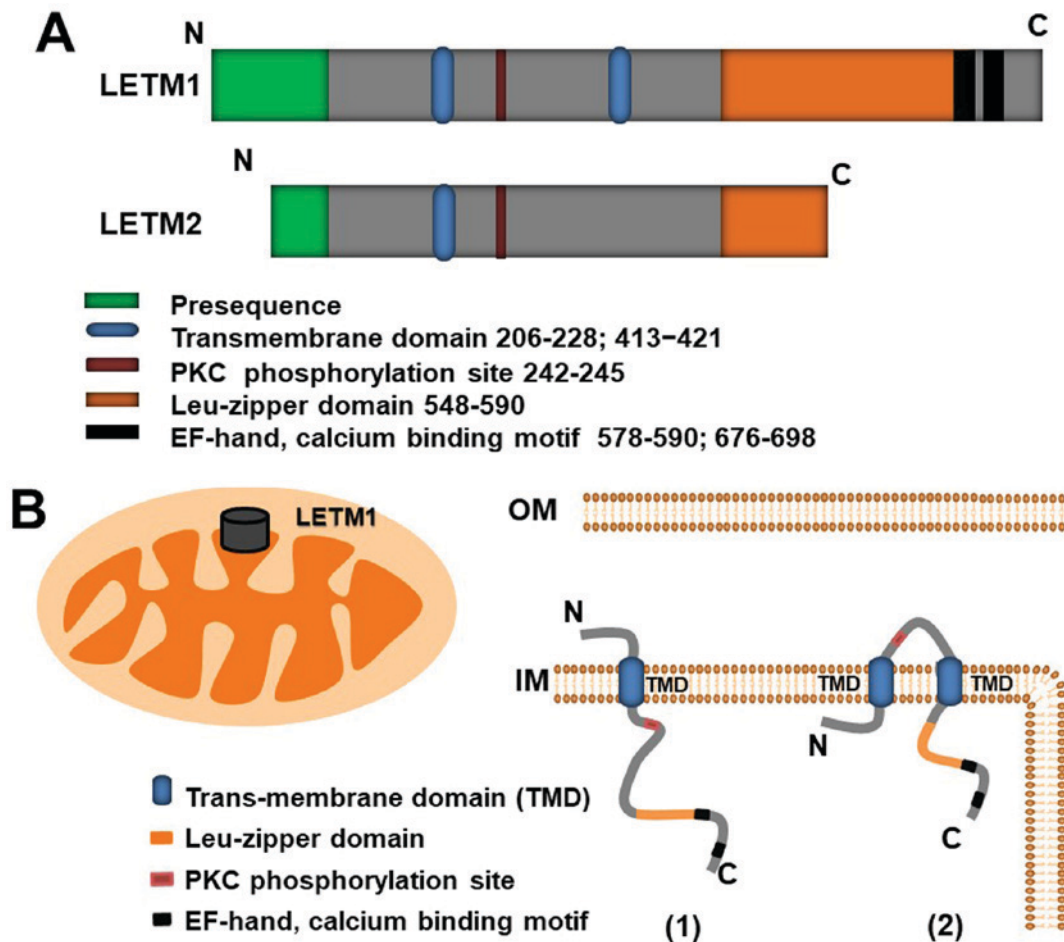 A
N
C
LETM1
N
C
LETM2
Presequence
Transmembrane domain 206-228; 413−421
PKC phosphorylation site 242-245
Leu-zipper domain 548-590
EF-hand, calcium binding motif 578-590; 676-698
B
LETM1
OM
N
IM
TMD
TMD
TMD
N
C
C
Trans-membrane domain (TMD)
Leu-zipper domain
PKC phosphorylation site
EF-hand, calcium binding motif
(1)
(2)